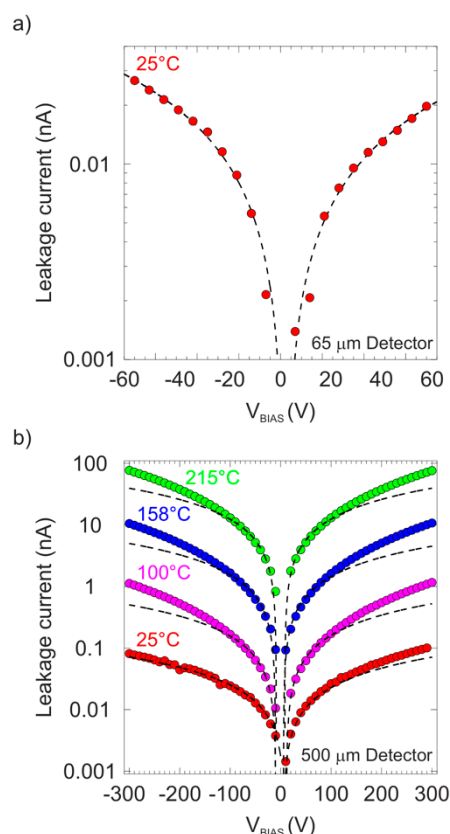 a)
25°C
0.01
Leakage current (nA)
65 µm Detector
0.001
-60 -40 -20 0 20 40 60
V_BIAS (V)
b)
100
215°C
10
158°C
Leakage current (nA)
1
100°C
0.1
25°C
0.01
500 µm Detector
0.001
-300 -200 -100 0 100 200 300
V_BIAS (V)